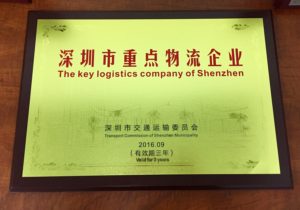 深圳市重点物流企业
The key logistics company of Shenzhen
深圳市交通运输委员会
Transport Commission of Shenzhen Municipality
2016.09
（有效期三年）
Valid for 3 years